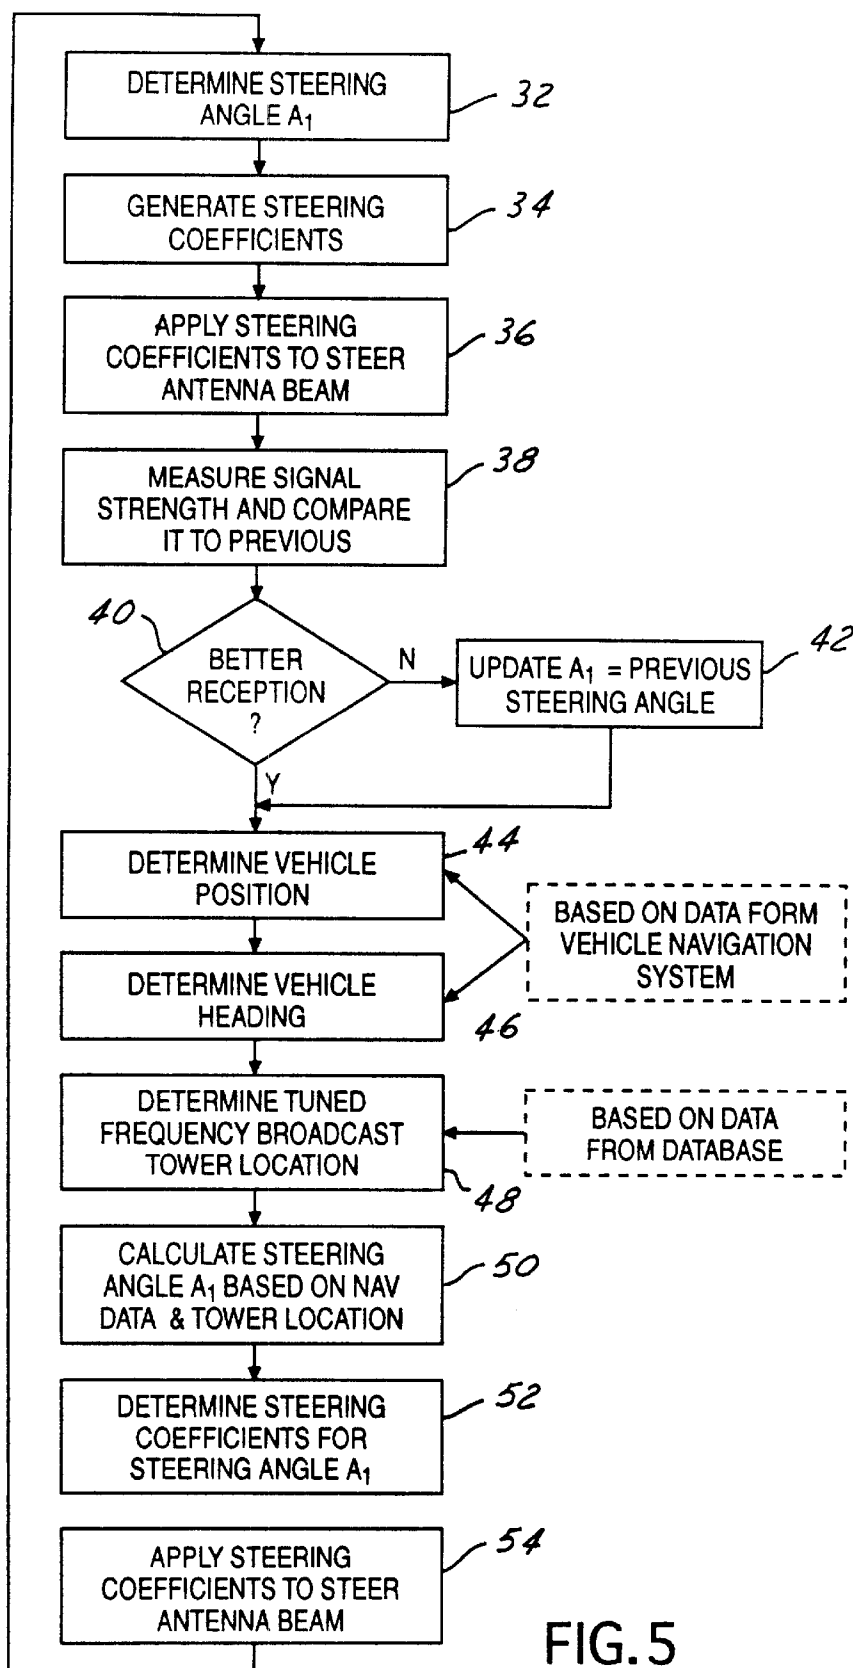 DETERMINE STEERING
ANGLE A1
32
GENERATE STEERING
COEFFICIENTS
34
APPLY STEERING
COEFFICIENTS TO STEER
ANTENNA BEAM
36
MEASURE SIGNAL
STRENGTH AND COMPARE
IT TO PREVIOUS
38
40
BETTER
RECEPTION
?
N
UPDATE A1 = PREVIOUS
STEERING ANGLE
42
Y
DETERMINE VEHICLE
POSITION
44
BASED ON DATA FORM
VEHICLE NAVIGATION
SYSTEM
DETERMINE VEHICLE
HEADING
46
DETERMINE TUNED
FREQUENCY BROADCAST
TOWER LOCATION
48
BASED ON DATA
FROM DATABASE
CALCULATE STEERING
ANGLE A1 BASED ON NAV
DATA & TOWER LOCATION
50
DETERMINE STEERING
COEFFICIENTS FOR
STEERING ANGLE A1
52
APPLY STEERING
COEFFICIENTS TO STEER
ANTENNA BEAM
54
FIG. 5